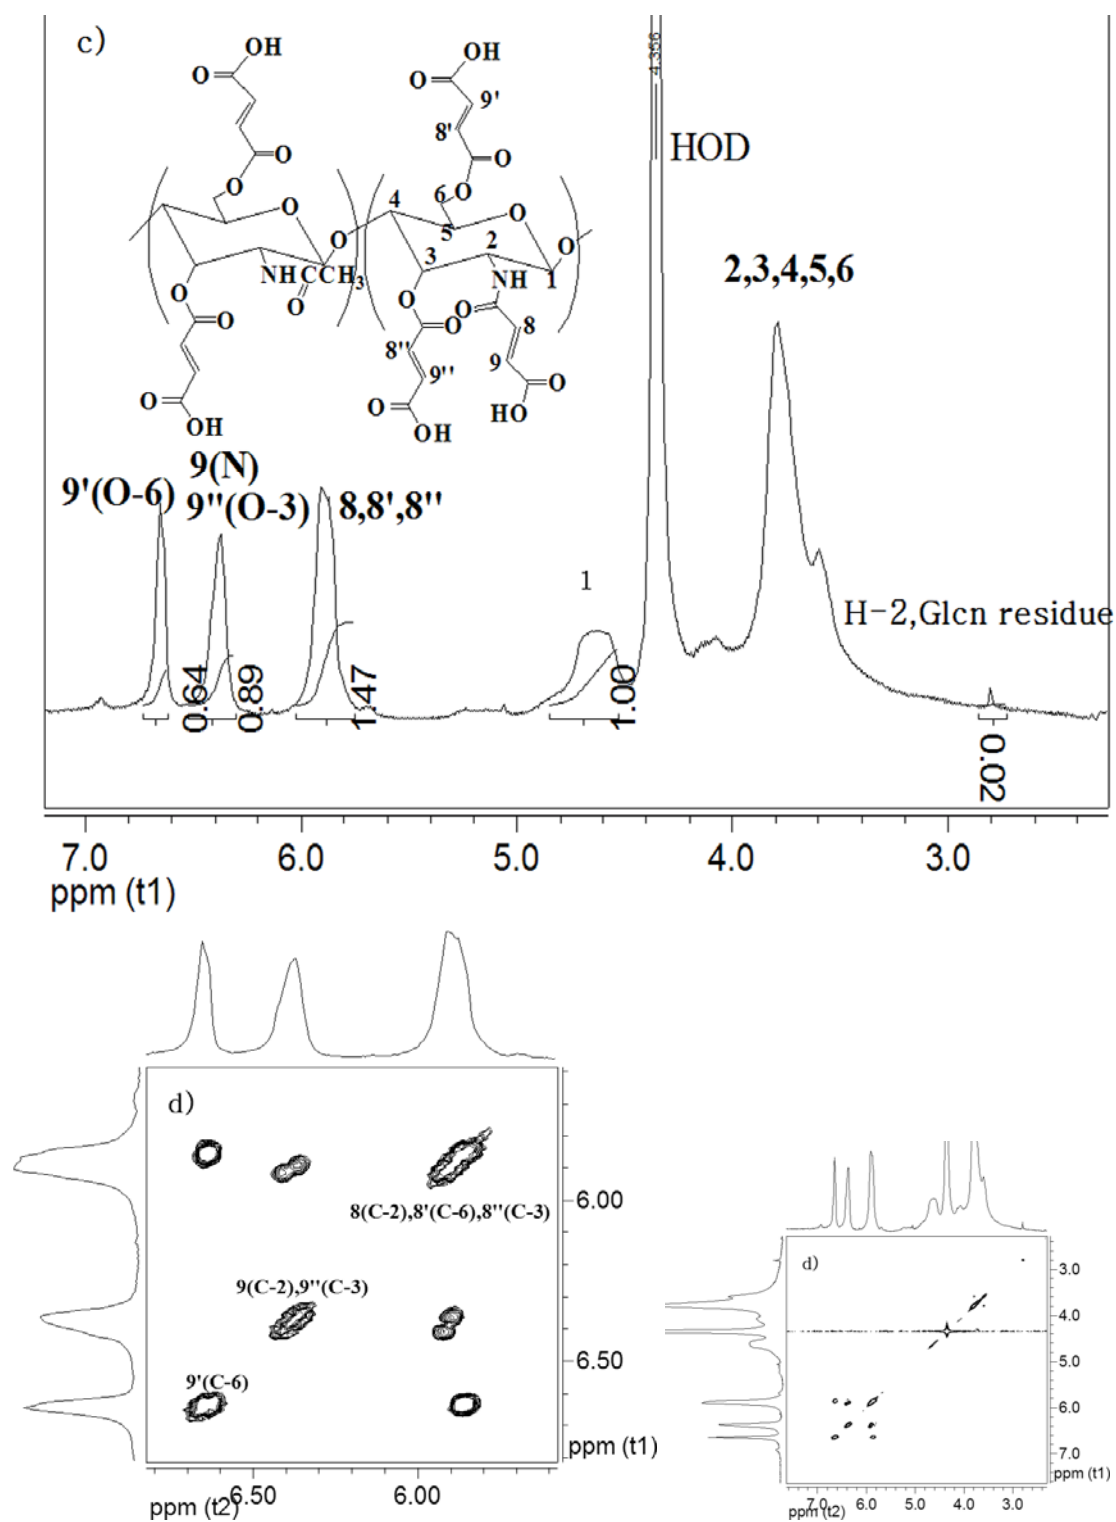 c)
OH
O
O
O
O
O
NHCCH3
O
O
O
O
OH
O
OH
9'
8'
O
6
O
4
5
O
2
3
1
O
NH
O
O
O
8
8''
9
9''
O
O
OH
HO
4.366
HOD
2,3,4,5,6
9'(O-6)
9(N)
9''(O-3)
8,8',8''
1
H-2,Glcn residue
0.64
0.89
1.47
1.00
0.02
7.0 6.0 5.0 4.0 3.0
ppm (t1)
d)
8(C-2),8'(C-6),8''(C-3)
9(C-2),9''(C-3)
9'(C-6)
6.00
6.50
ppm (t1)
6.50 6.00
ppm (t2)
d)
3.0
4.0
5.0
6.0
7.0
ppm (t1)
7.0 6.0 5.0 4.0 3.0
ppm (t2)